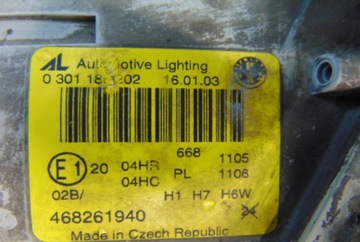 AL Automotive Lighting
16.01.03
668 1105
E1 20 04HR PL 1106
04HC
02B/ H1 H7 H6W
468261940 24
Made in Czech Republic